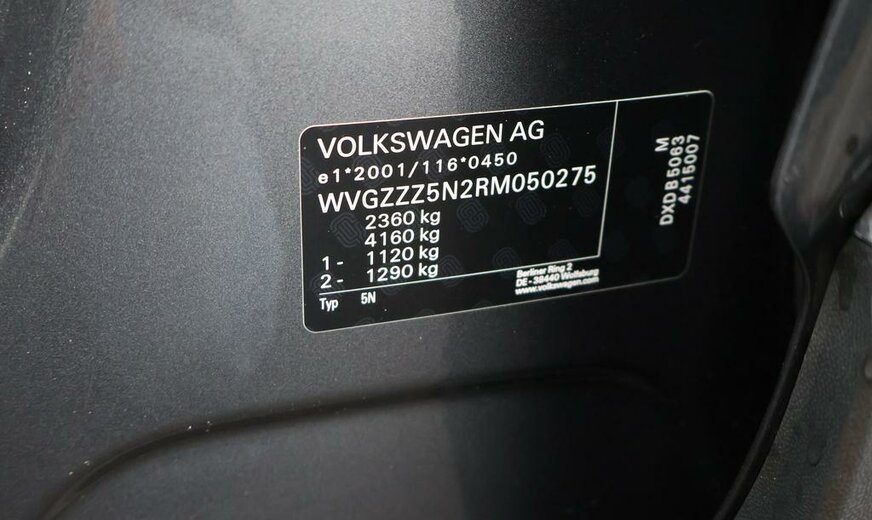 VOLKSWAGEN AG
e1*2001/116*0450
WVGZZZ5N2RM050275
2360 kg
4160 kg
1- 1120 kg
2- 1290 kg
Typ 5N
Berliner Ring 2
DE-38440 Wolfsburg
www.volkswagen.com
M
DXDB5063
4415007